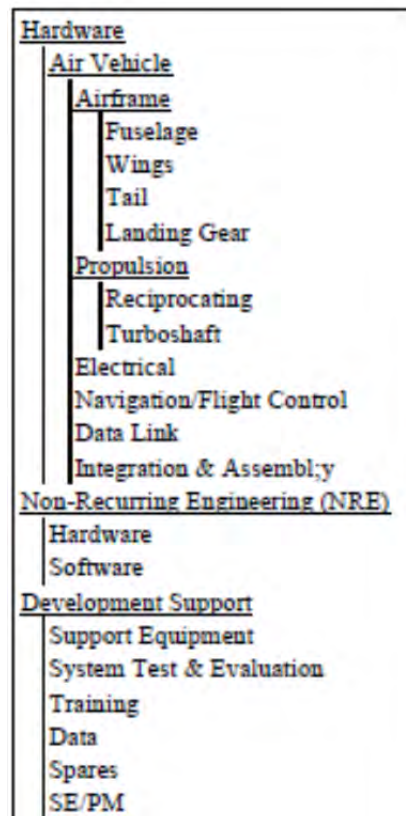 Hardware
Air Vehicle
Airframe
Fuselage
Wings
Tail
Landing Gear
Propulsion
Reciprocating
Turboshaft
Electrical
Navigation/Flight Control
Data Link
Integration & Assembl;y
Non-Recurring Engineering (NRE)
Hardware
Software
Development Support
Support Equipment
System Test & Evaluation
Training
Data
Spares
SE/PM